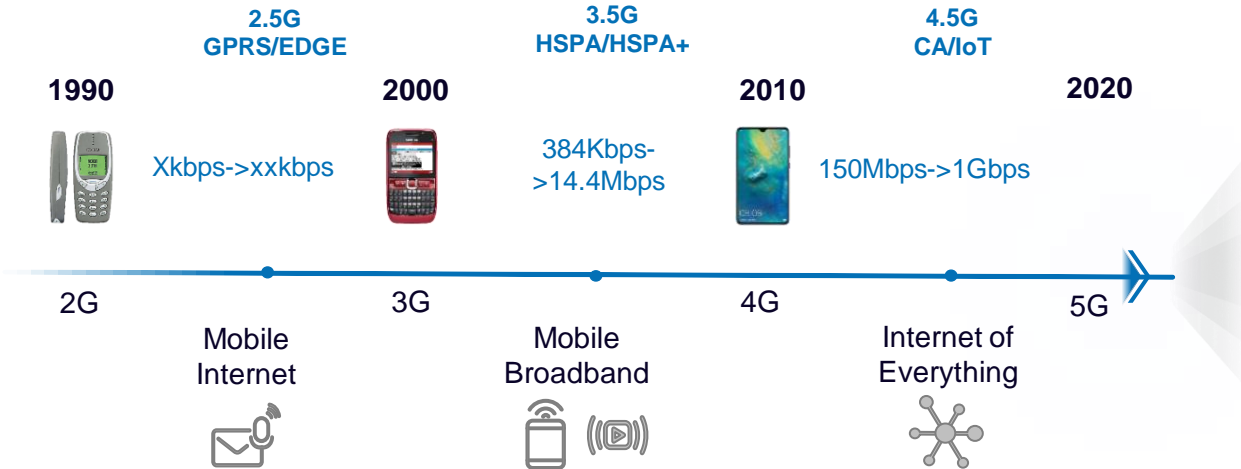 2.5G
GPRS/EDGE
3.5G
HSPA/HSPA+
4.5G
CA/IoT
1990
2000
2010
2020
Xkbps->xxkbps
384Kbps-
>14.4Mbps
150Mbps->1Gbps
2G
3G
4G
5G
Mobile
Internet
Mobile
Broadband
Internet of
Everything